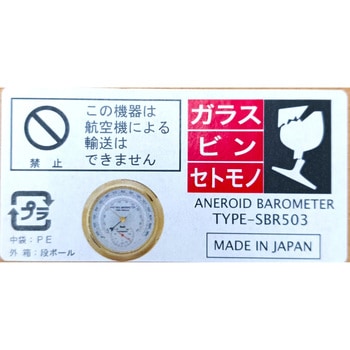 この機器は
航空機による
輸送は
できません
禁止
ガラス
ビン
セトモノ
プラ
中袋：PE
外箱：段ボール
ANEROID BAROMETER
TYPE-SBR503
MADE IN JAPAN